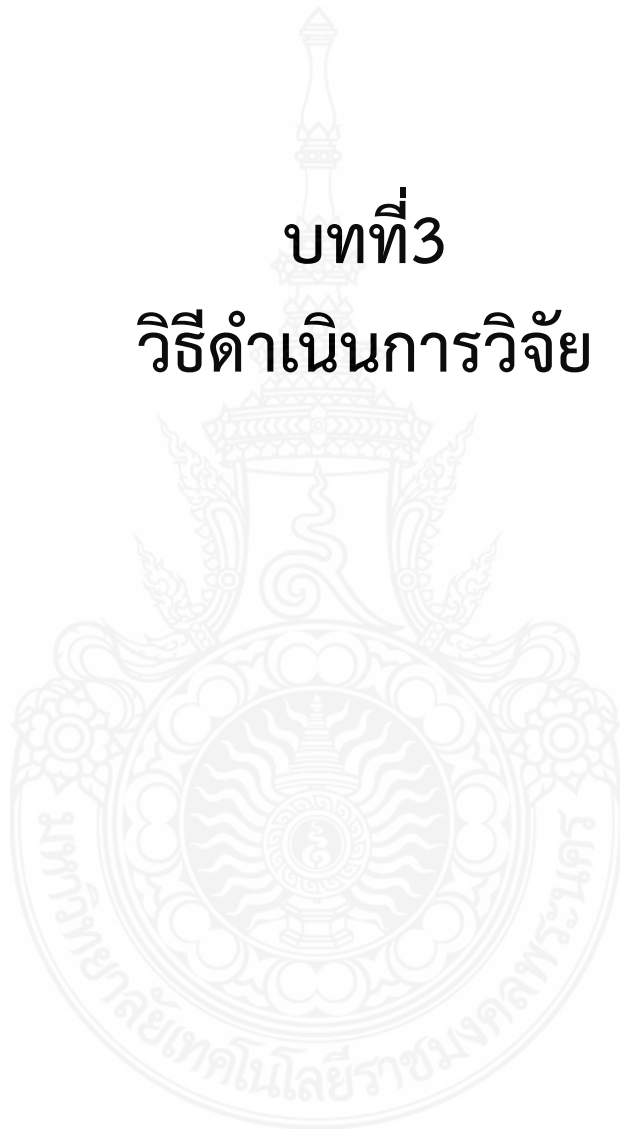 บทที่3
วิธีดำเนินการวิจัย
มหาวิทยาลัยเทคโนโลยีราชมงคลพระนคร